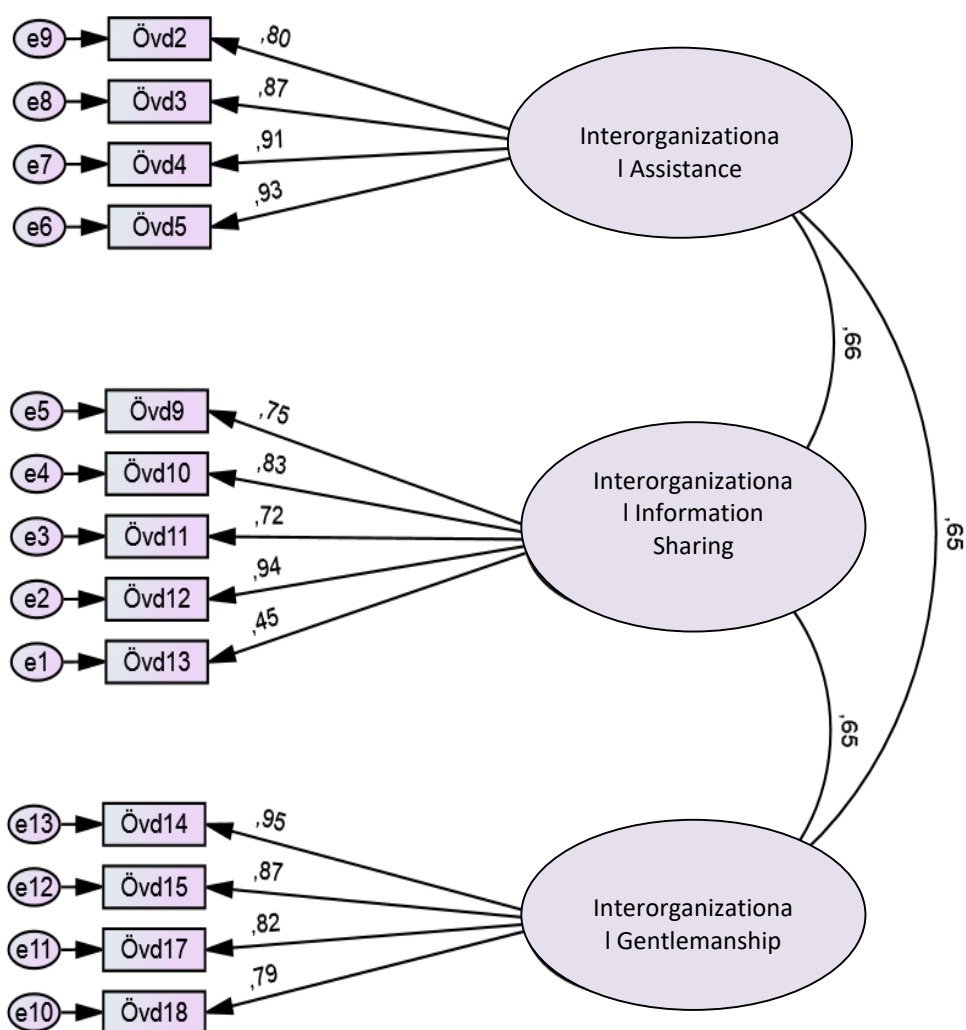 e9 Övd2 ,80
e8 Övd3 ,87
e7 Övd4 ,91
e6 Övd5 ,93
Interorganizationa
l Assistance
,66
,65
e5 Övd9 ,75
e4 Övd10 ,83
e3 Övd11 ,72
e2 Övd12 ,94
e1 Övd13 ,45
Interorganizationa
l Information
Sharing
,65
e13 Övd14 ,95
e12 Övd15 ,87
e11 Övd17 ,82
e10 Övd18 ,79
Interorganizationa
l Gentlemanship